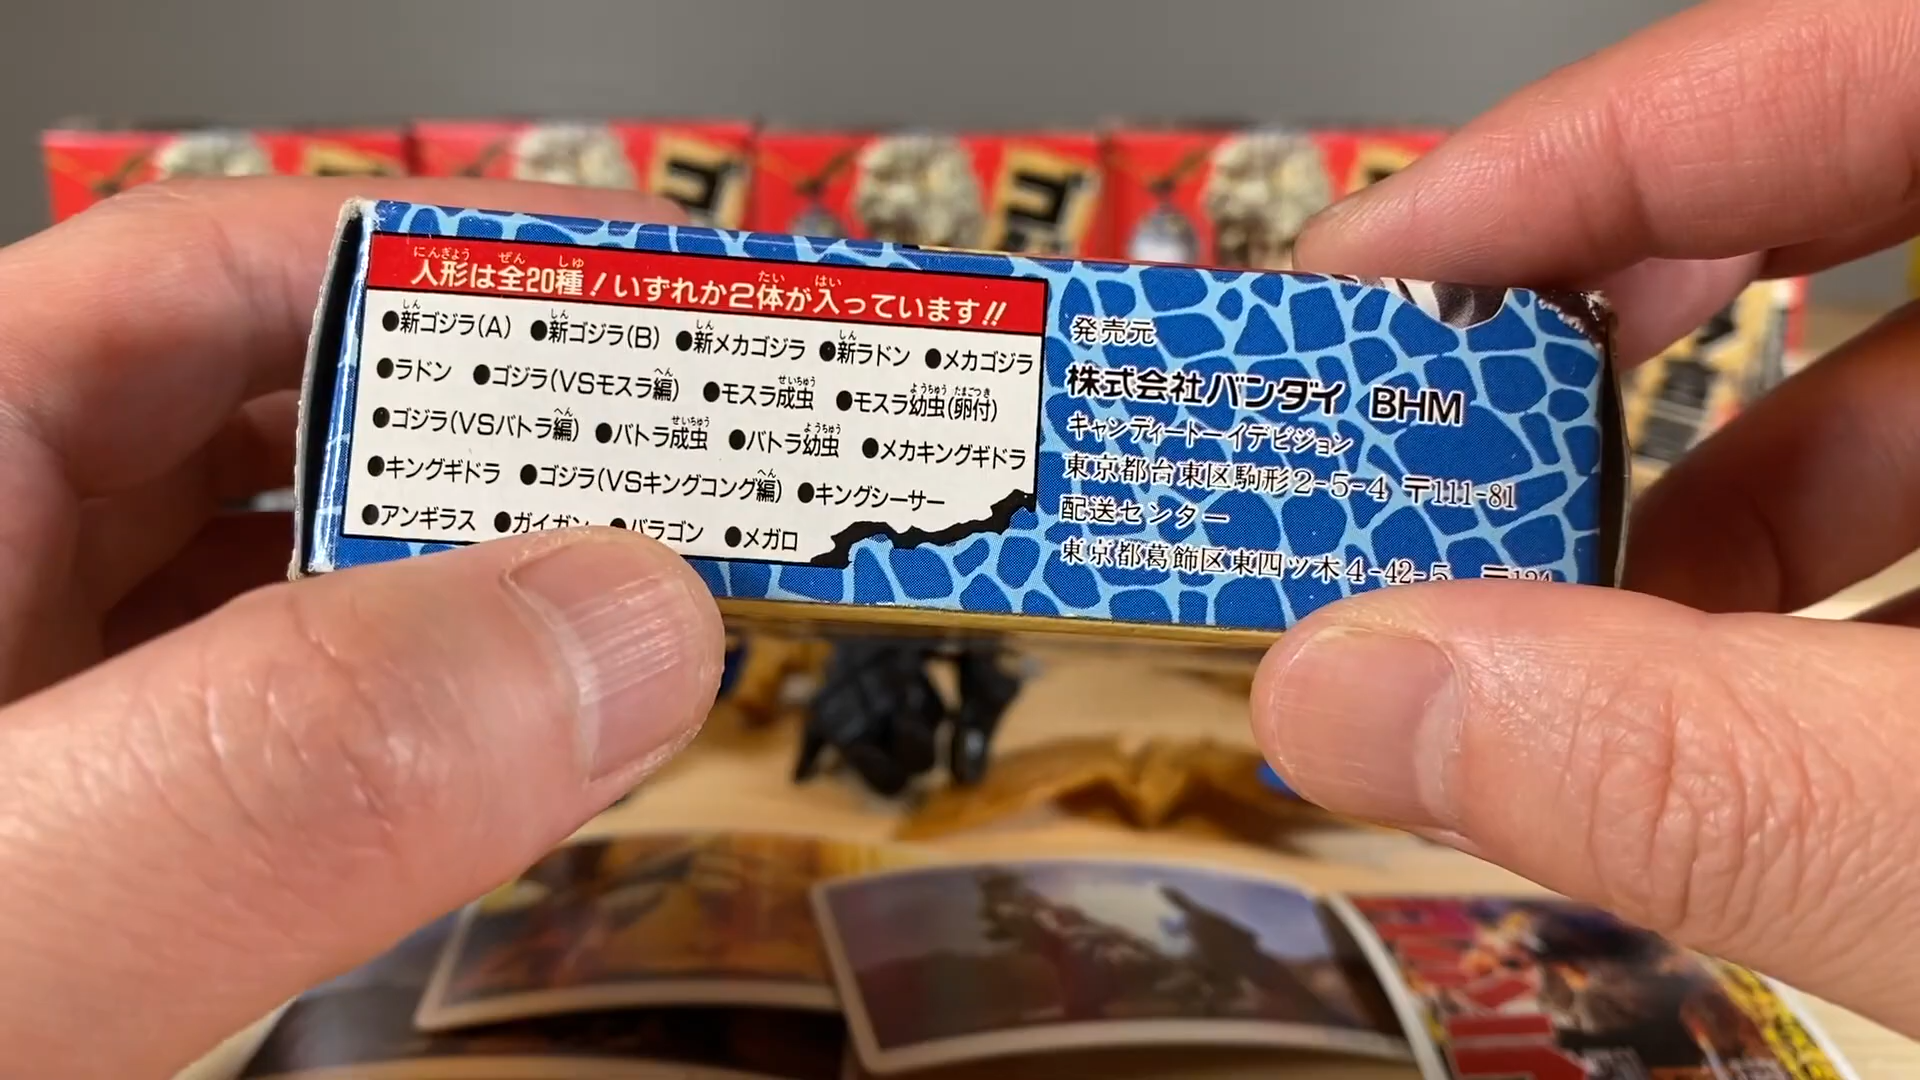 人形は全20種!いずれか2体が入っています!!
●新ゴジラ(A) ●新ゴジラ(B) ●新メカゴジラ ●新ラドン ●メカゴジラ
●ラドン ●ゴジラ(VSモスラ編) ●モスラ成虫 ●モスラ幼虫(卵付)
●ゴジラ(VSバトラ編) ●バトラ成虫 ●バトラ幼虫 ●メカキングギドラ
●キングギドラ ●ゴジラ(VSキングコング編) ●キングシーサー
●アンギラス ●ガイガン ●バラゴン ●メガロ
発売元
株式会社バンダイ BHM
キャンディートーイデビジョン
東京都台東区駒形2-5-4 〒111-81
配送センター
東京都葛飾区東四ツ木4-42-5 〒124